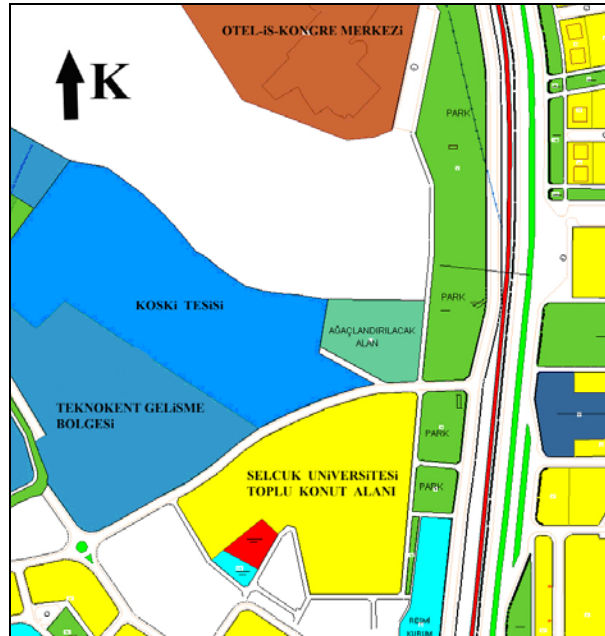 OTEL-iS-KONGRE MERKEZi
K
PARK
PARK
KOSKi TESiSi
AĞAÇLANDIRILACAK
ALAN
TEKNOKENT GELiSME
BOLGESi
PARK
SELCUK UNiVERSiTESi
TOPLU KONUT ALANI
PARK
RESMİ
KURUM